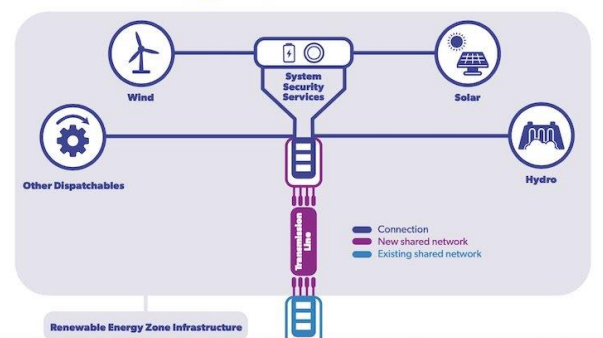 Wind
System
Security
Services
Solar
Other Dispatchables
Hydro
Transmission
Line
Connection
New shared network
Existing shared network
Renewable Energy Zone Infrastructure